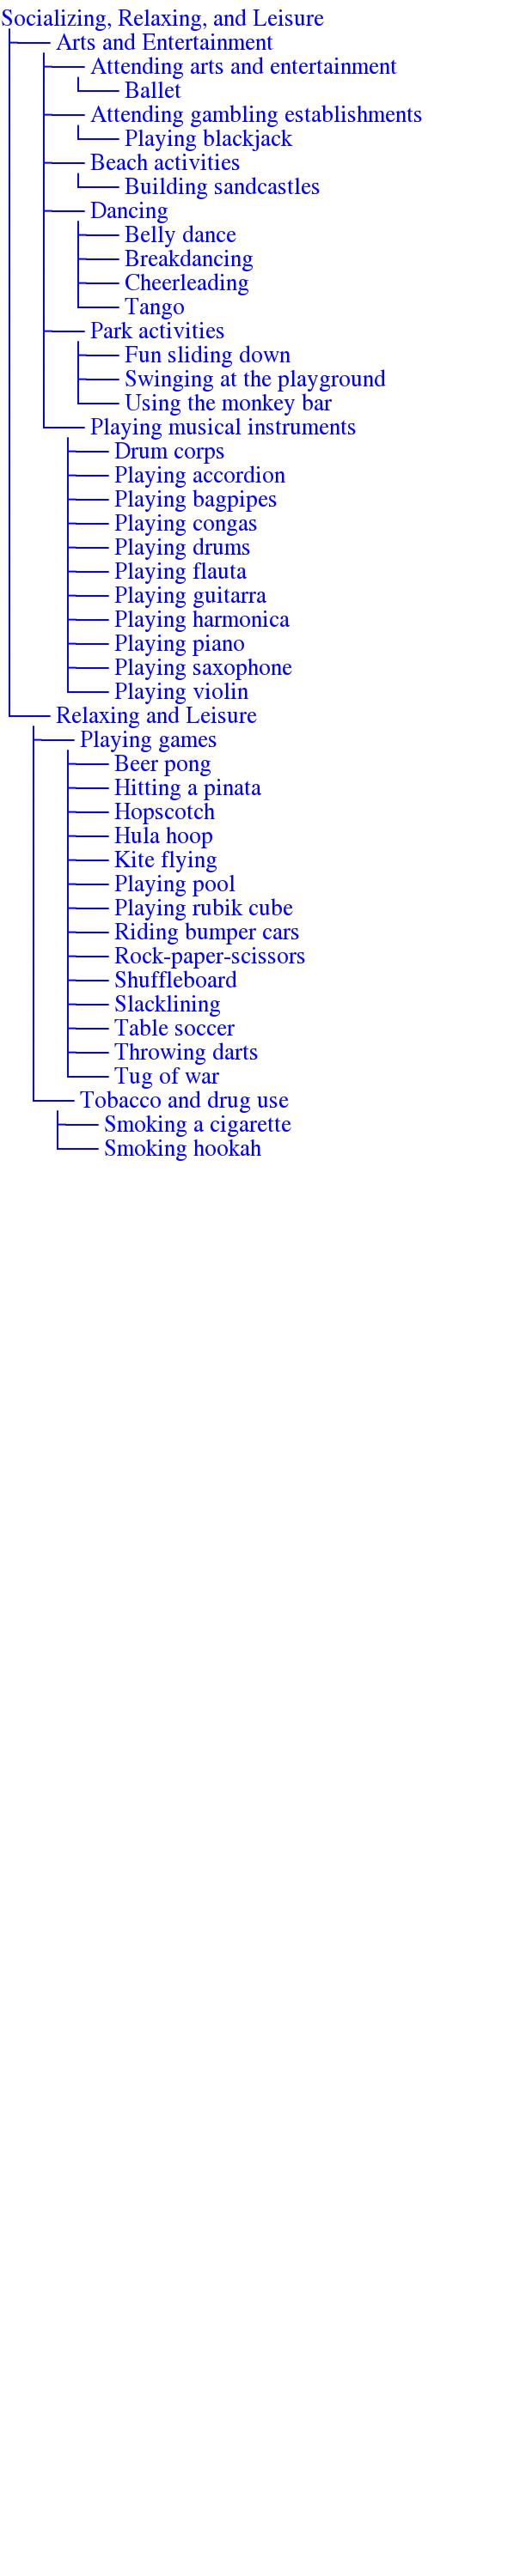 Socializing, Relaxing, and Leisure
Arts and Entertainment
Attending arts and entertainment
Ballet
Attending gambling establishments
Playing blackjack
Beach activities
Building sandcastles
Dancing
Belly dance
Breakdancing
Cheerleading
Tango
Park activities
Fun sliding down
Swinging at the playground
Using the monkey bar
Playing musical instruments
Drum corps
Playing accordion
Playing bagpipes
Playing congas
Playing drums
Playing flauta
Playing guitarra
Playing harmonica
Playing piano
Playing saxophone
Playing violin
Relaxing and Leisure
Playing games
Beer pong
Hitting a pinata
Hopscotch
Hula hoop
Kite flying
Playing pool
Playing rubik cube
Riding bumper cars
Rock-paper-scissors
Shuffleboard
Slacklining
Table soccer
Throwing darts
Tug of war
Tobacco and drug use
Smoking a cigarette
Smoking hookah